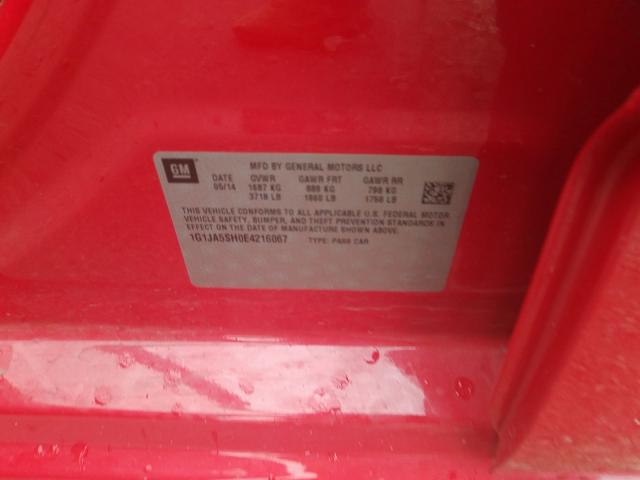 GM
MFD BY GENERAL MOTORS LLC
DATE GVWR GAWR FRT GAWR RR
05/14 1687 KG 889 KG 798 KG
3718 LB 1960 LB 1758 LB
THIS VEHICLE CONFORMS TO ALL APPLICABLE U.S. FEDERAL MOTOR
VEHICLE SAFETY, BUMPER, AND THEFT PREVENTION STANDARDS IN
EFFECT ON THE DATE OF MANUFACTURE SHOWN ABOVE.
1G1JA5SH0E4216067 TYPE: PASS CAR